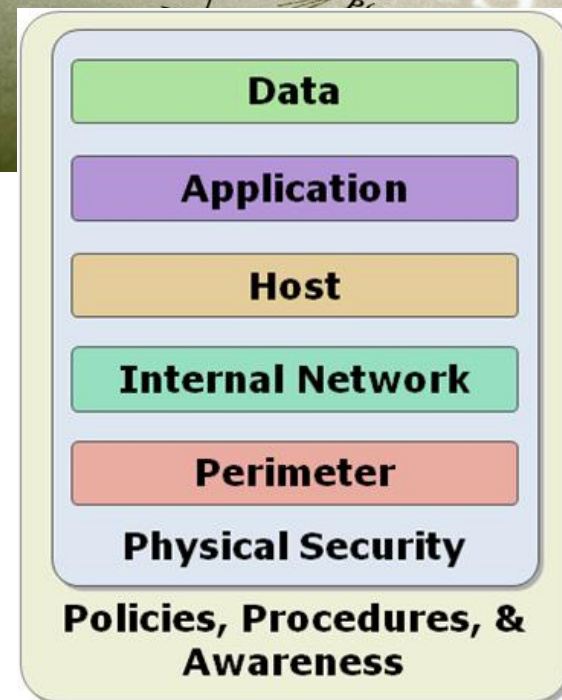 Data
Application
Host
Internal Network
Perimeter
Physical Security
Policies, Procedures, &
Awareness